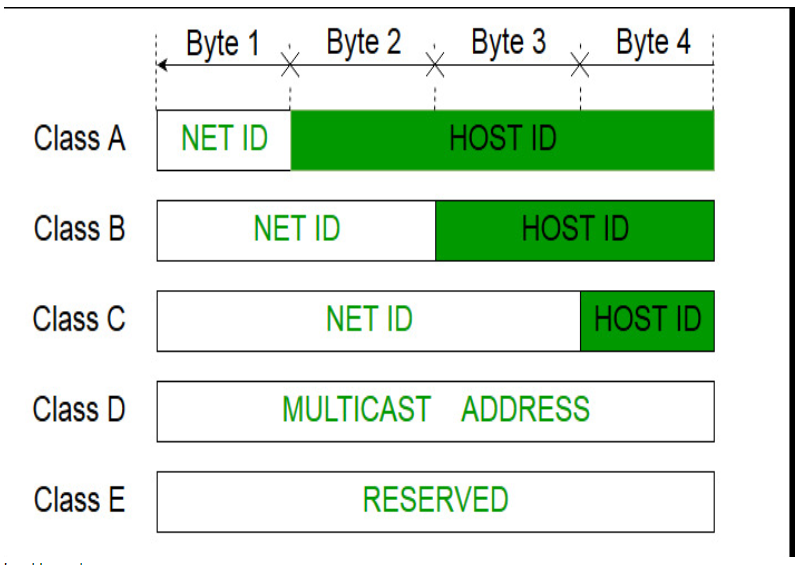 Byte 1 Byte 2 Byte 3 Byte 4
Class A NET ID HOST ID
Class B NET ID HOST ID
Class C NET ID HOST ID
Class D MULTICAST ADDRESS
Class E RESERVED